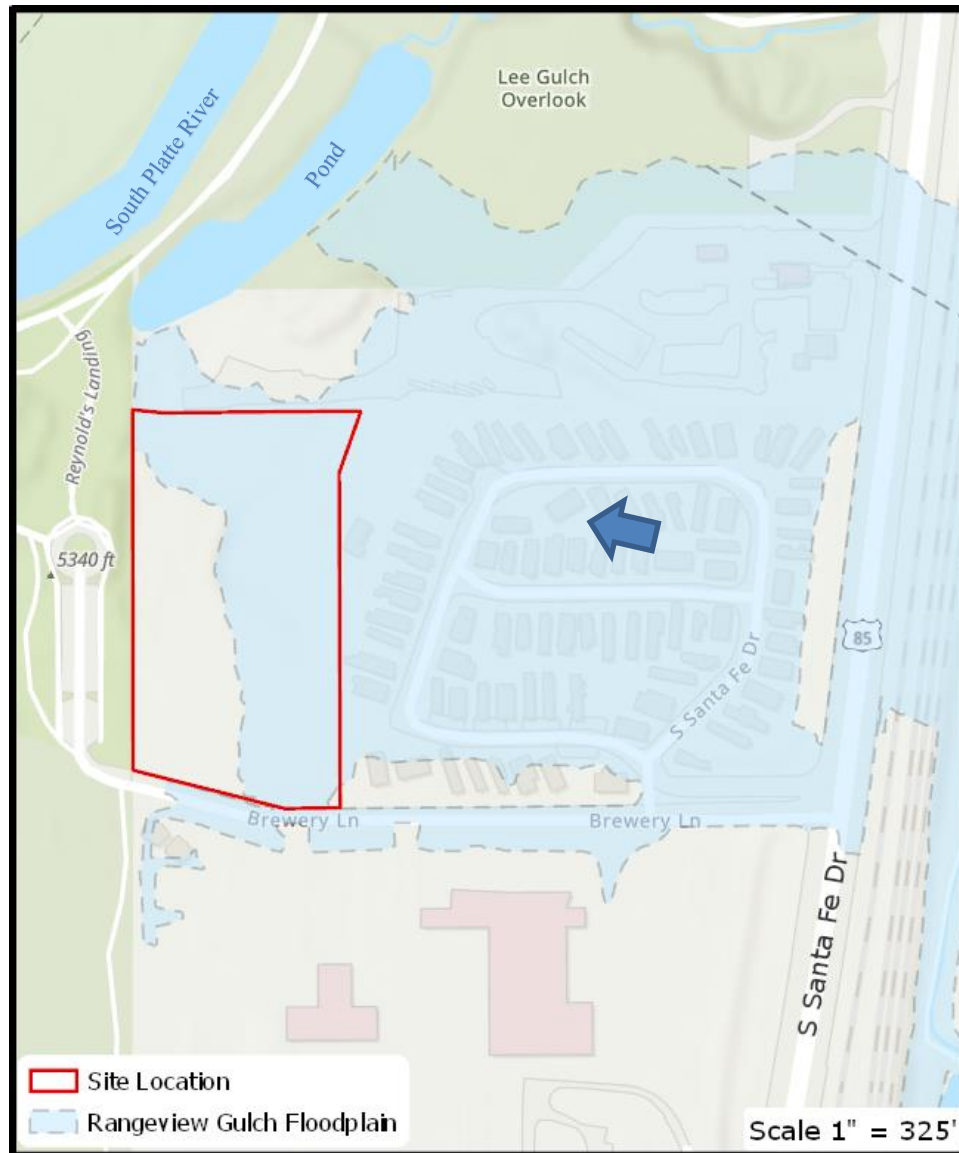 Lee Gulch
Overlook
South Platte River
Pond
Reynold's Landing
5340 ft
85
S Santa Fe Dr
Brewery Ln
Brewery Ln
S Santa Fe Dr
Site Location
Rangeview Gulch Floodplain
Scale 1" = 325'